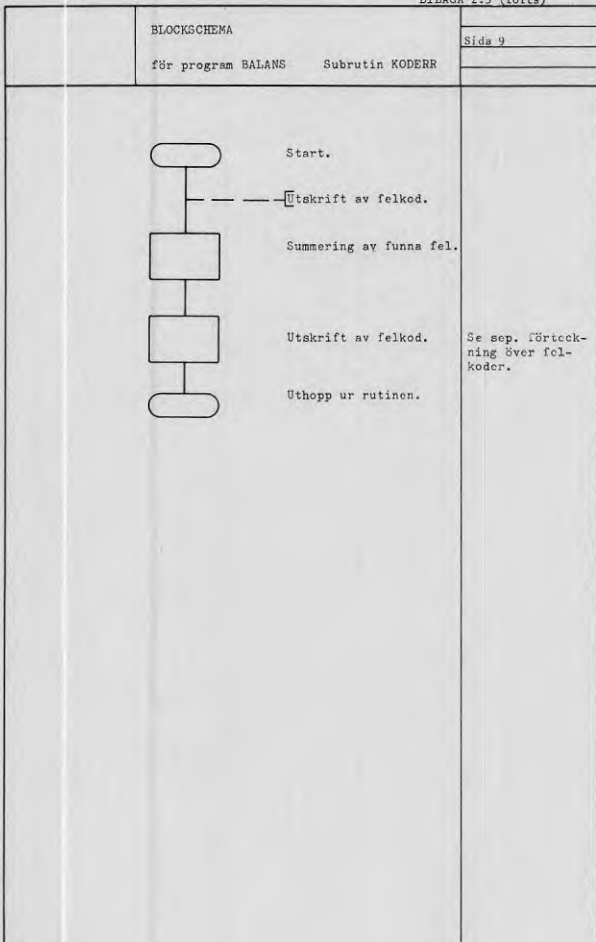 BLOCKSCHEMA
för program BALANS Subrutin KODERR
Sida 9
Start.
Utskrift av felkod.
Summering av funna fel.
Utskrift av felkod.
Se sep. förteck-
ning över fel-
koder.
Uthopp ur rutinen.